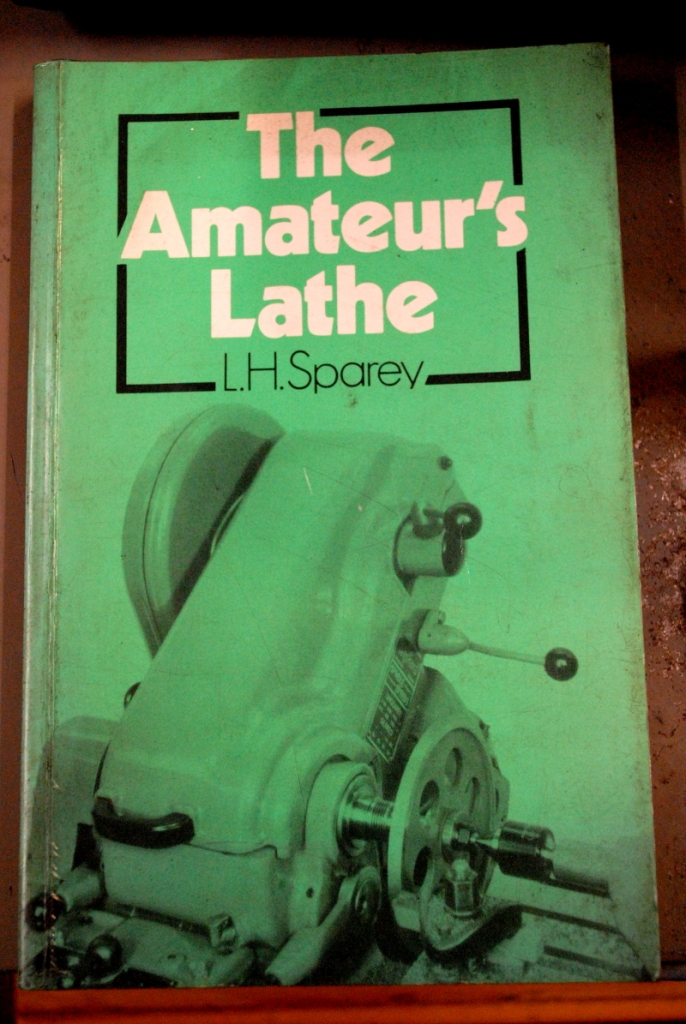 The
Amateur's
Lathe
L.H.Sparey